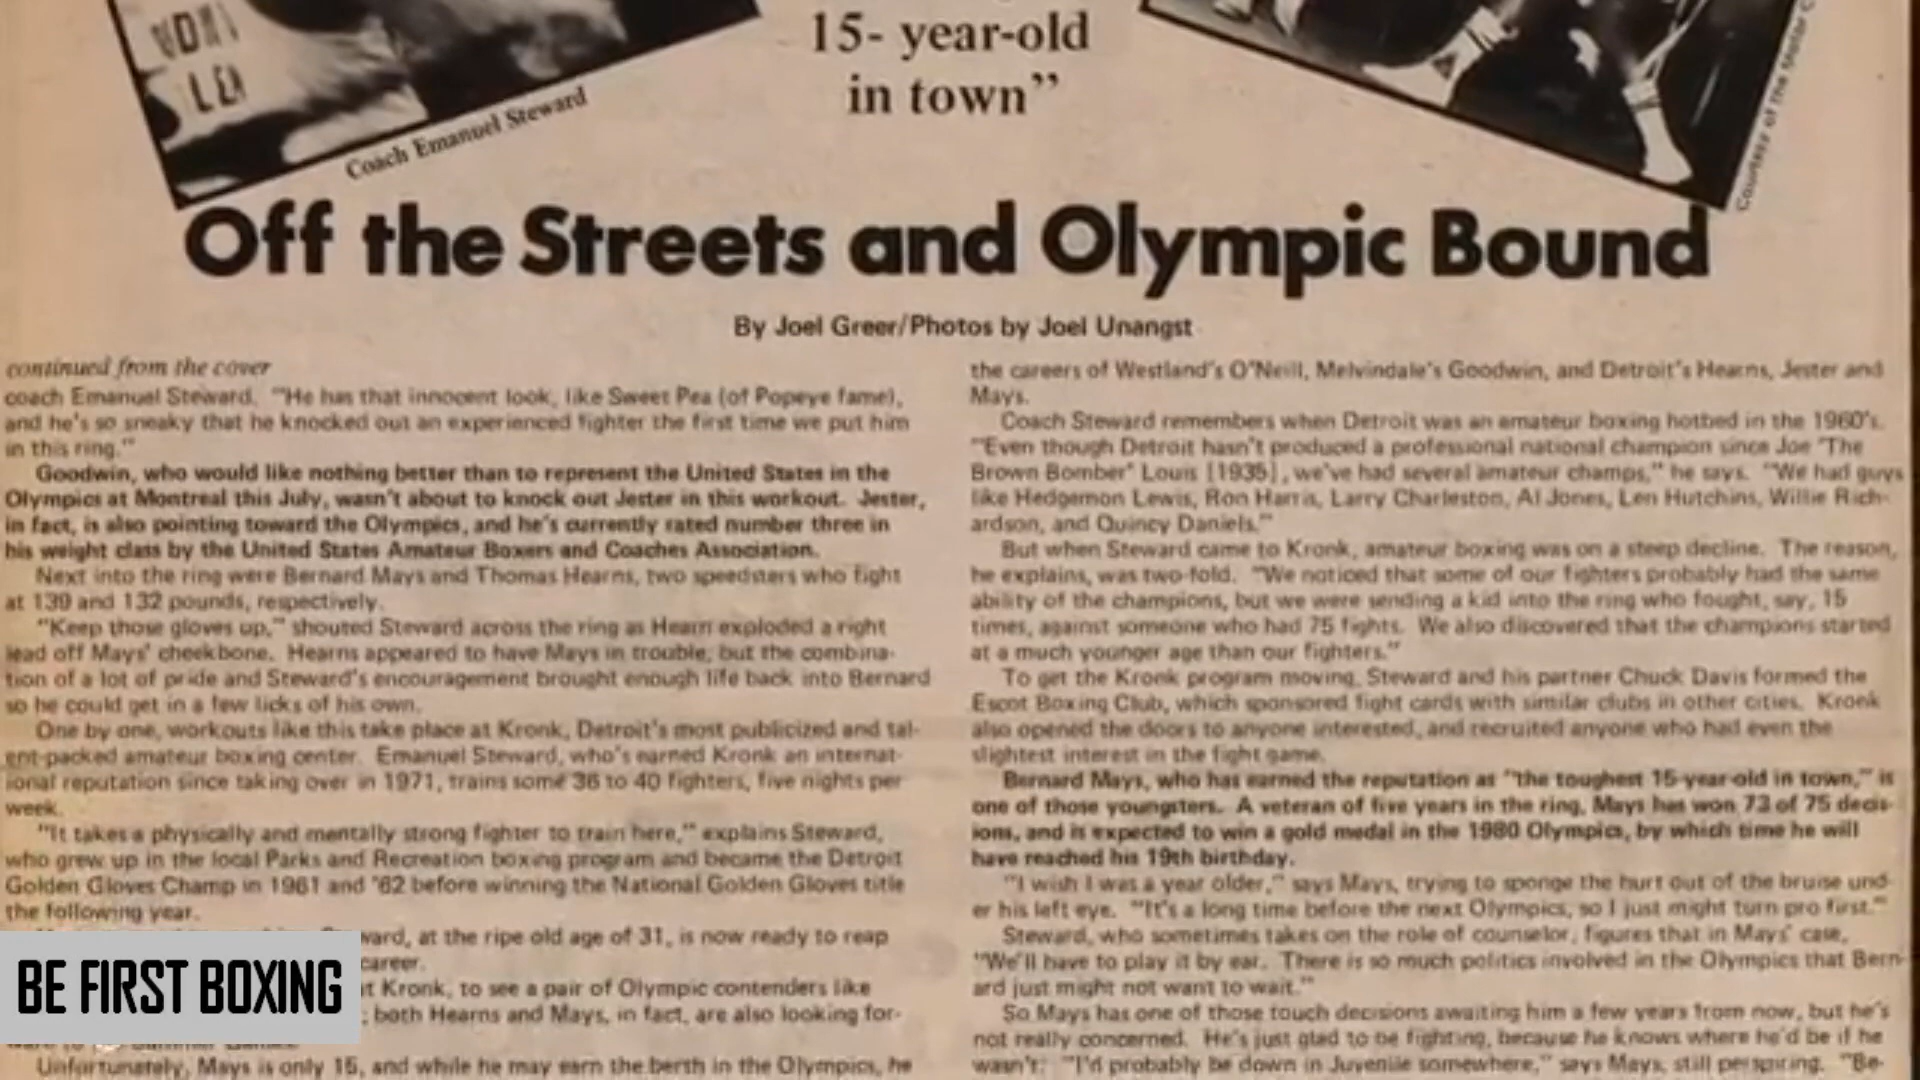 15- year-old
in town"
Coach Emanuel Steward
Courtesy of the Motor C
Off the Streets and Olympic Bound
By Joel Greer/Photos by Joel Unangst
continued from the cover
coach Emanuel Steward. "He has that innocent look, like Sweet Pea (of Popeye fame),
and he's so sneaky that he knocked out an experienced fighter the first time we put him
in this ring."
Goodwin, who would like nothing better than to represent the United States in the
Olympics at Montreal this July, wasn't about to knock out Jester in this workout. Jester,
in fact, is also pointing toward the Olympics, and he's currently rated number three in
his weight class by the United States Amateur Boxers and Coaches Association.
Next into the ring were Bernard Mays and Thomas Hearns, two speedsters who fight
at 139 and 132 pounds, respectively.
"Keep those gloves up," shouted Steward across the ring as Hearn exploded a right
lead off Mays' cheekbone. Hearns appeared to have Mays in trouble, but the combina-
tion of a lot of pride and Steward's encouragement brought enough life back into Bernard
so he could get in a few licks of his own.
One by one, workouts like this take place at Kronk, Detroit's most publicized and tal-
ent-packed amateur boxing center. Emanuel Steward, who's earned Kronk an internat-
ional reputation since taking over in 1971, trains some 36 to 40 fighters, five nights per
week.
"It takes a physically and mentally strong fighter to train here," explains Steward,
who grew up in the local Parks and Recreation boxing program and became the Detroit
Golden Gloves Champ in 1961 and '62 before winning the National Golden Gloves title
the following year.
ward, at the ripe old age of 31, is now ready to reap
career.
at Kronk, to see a pair of Olympic contenders like
; both Hearns and Mays, in fact, are also looking for-
Unfortunately, Mays is only 15, and while he may earn the berth in the Olympics, he
the careers of Westland's O'Neill, Melvindale's Goodwin, and Detroit's Hearns, Jester and
Mays.
Coach Steward remembers when Detroit was an amateur boxing hotbed in the 1960's.
"Even though Detroit hasn't produced a professional national champion since Joe 'The
Brown Bomber' Louis [1935], we've had several amateur champs," he says. "We had guys
like Hedgemon Lewis, Ron Harris, Larry Charleston, Al Jones, Len Hutchins, Willie Rich-
ardson, and Quincy Daniels."
But when Steward came to Kronk, amateur boxing was on a steep decline. The reason,
he explains, was two-fold. "We noticed that some of our fighters probably had the same
ability of the champions, but we were sending a kid into the ring who fought, say, 15
times, against someone who had 75 fights. We also discovered that the champions started
at a much younger age than our fighters."
To get the Kronk program moving, Steward and his partner Chuck Davis formed the
Escot Boxing Club, which sponsored fight cards with similar clubs in other cities. Kronk
also opened the doors to anyone interested, and recruited anyone who had even the
slightest interest in the fight game.
Bernard Mays, who has earned the reputation as "the toughest 15-year-old in town," is
one of those youngsters. A veteran of five years in the ring, Mays has won 73 of 75 decis-
ions, and is expected to win a gold medal in the 1980 Olympics, by which time he will
have reached his 19th birthday.
"I wish I was a year older," says Mays, trying to sponge the hurt out of the bruise und-
er his left eye. "It's a long time before the next Olympics, so I just might turn pro first."
Steward, who sometimes takes on the role of counselor, figures that in Mays' case,
"We'll have to play it by ear. There is so much politics involved in the Olympics that Bern-
ard just might not want to wait."
So Mays has one of those touch decisions awaiting him a few years from now, but he's
not really concerned. He's just glad to be fighting, because he knows where he'd be if he
wasn't: "I'd probably be down in Juvenile somewhere," says Mays, still perspiring. "Be-
BE FIRST BOXING